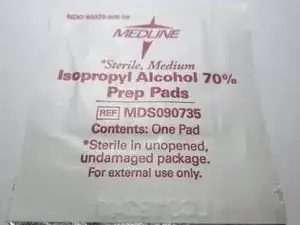 MEDLINE
*Sterile, Medium
Isopropyl Alcohol 70%
Prep Pads
REF MDS090735
Contents: One Pad
*Sterile in unopened,
undamaged package.
For external use only.